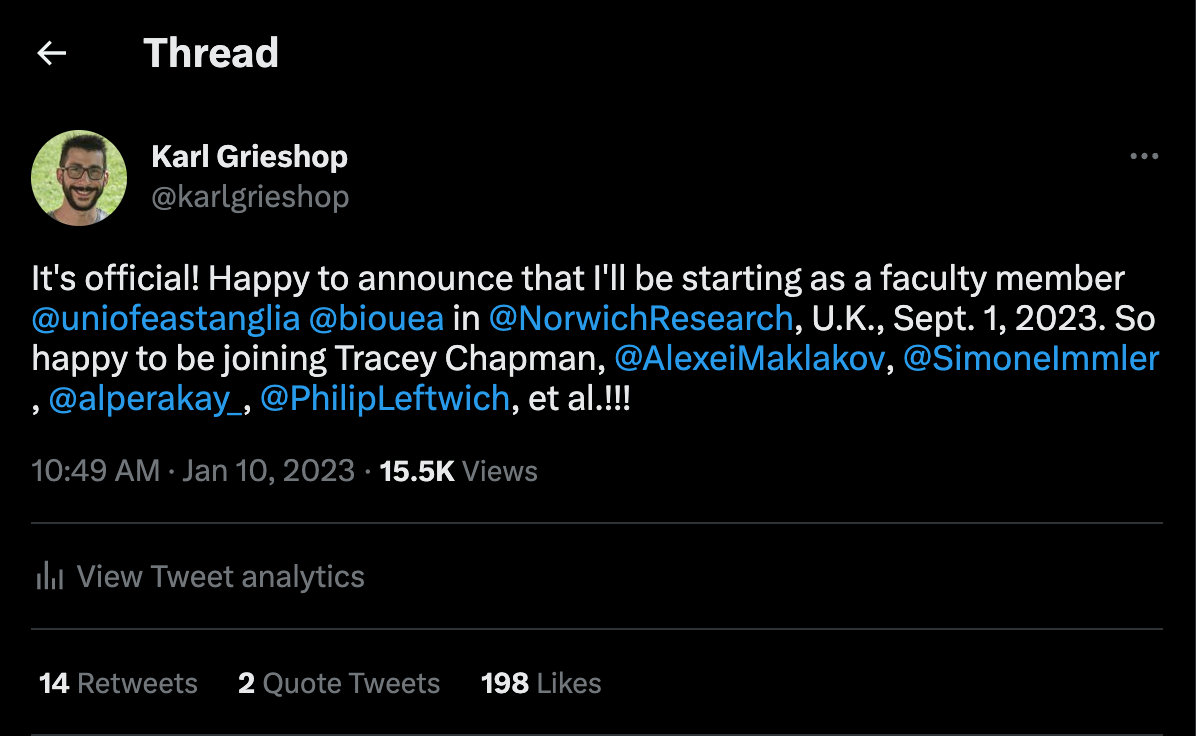 Thread
Karl Grieshop
@karlgrieshop
It's official! Happy to announce that I'll be starting as a faculty member
@uniofeastanglia @biouea in @NorwichResearch, U.K., Sept. 1, 2023. So
happy to be joining Tracey Chapman, @AlexeiMaklakov, @SimoneImmler
, @alperakay_, @PhilipLeftwich, et al.!!!
10:49 AM · Jan 10, 2023 · 15.5K Views
View Tweet analytics
14 Retweets 2 Quote Tweets 198 Likes